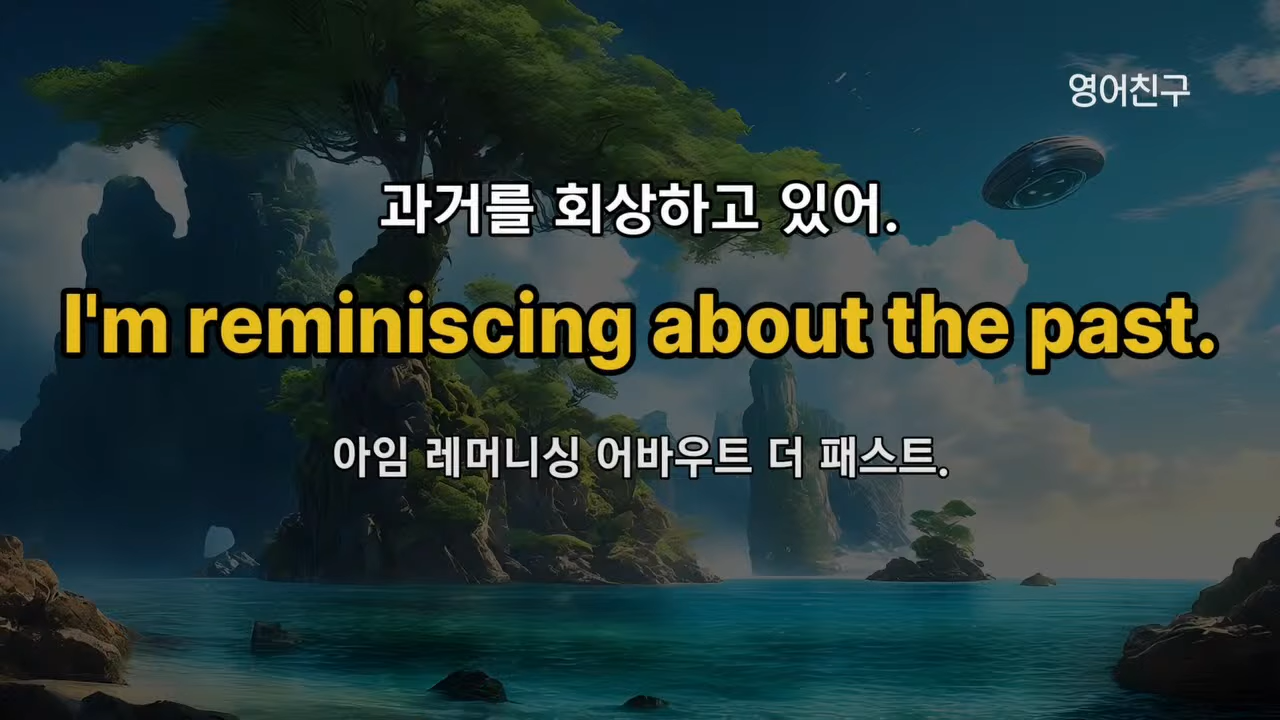 영어친구
과거를 회상하고 있어.
I'm reminiscing about the past.
아임 레머니싱 어바우트 더 패스트.